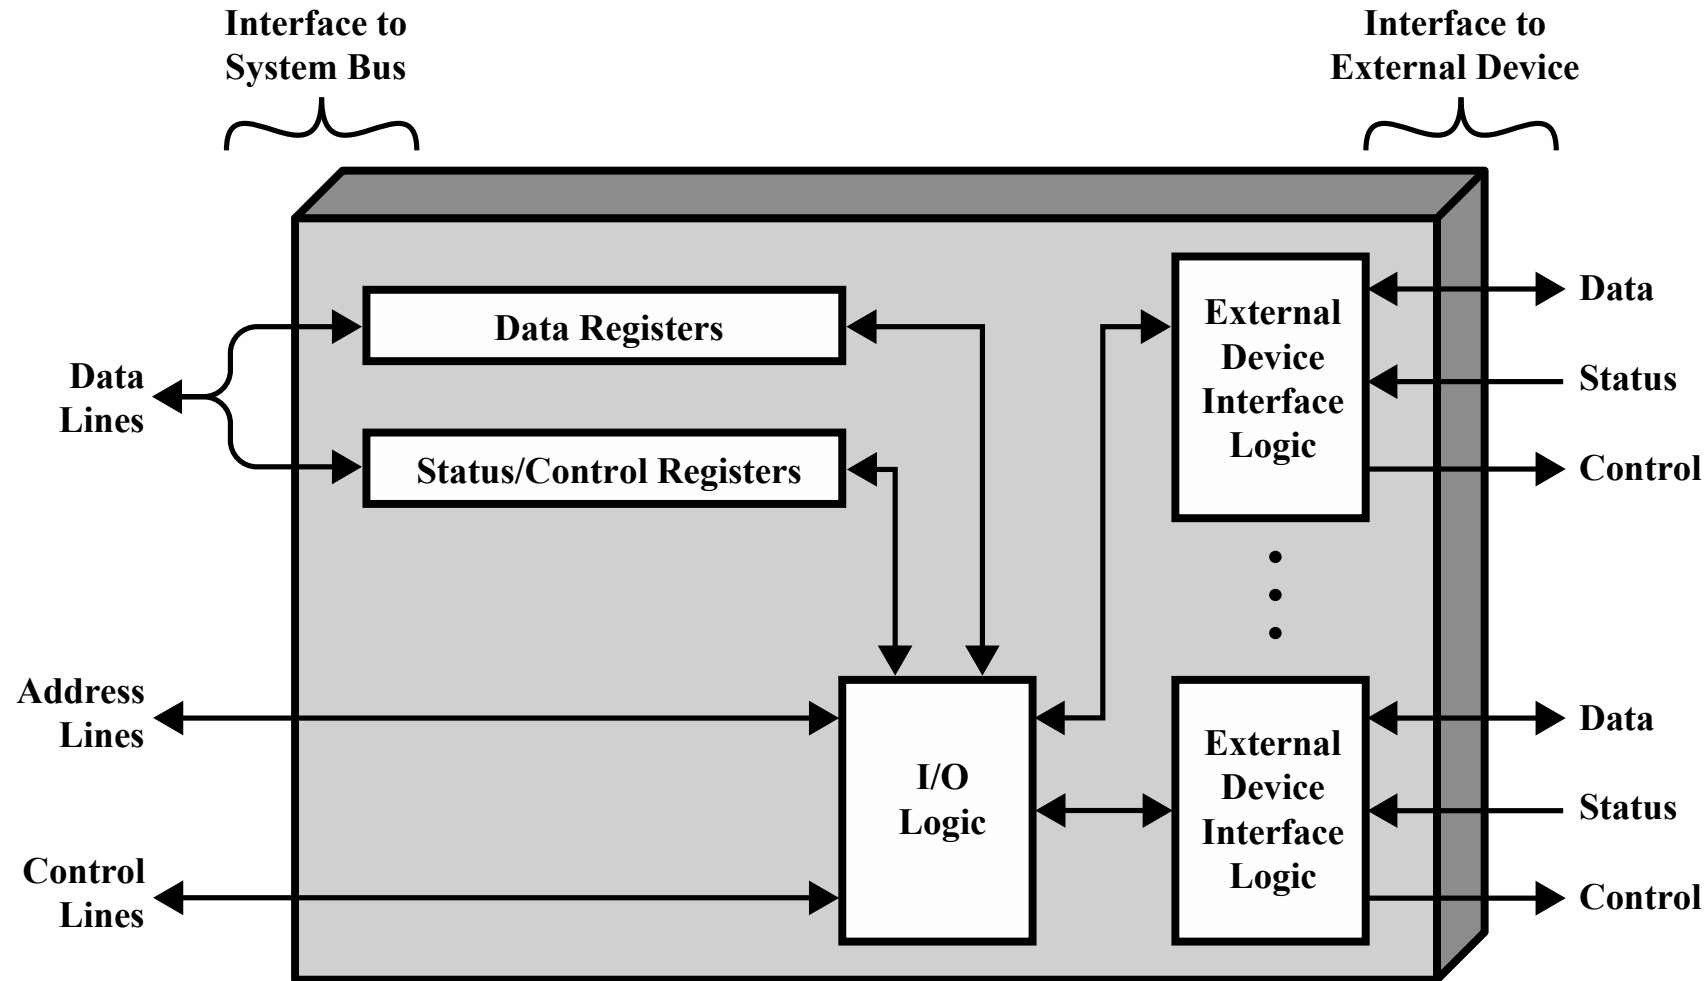 Interface to
System Bus
Interface to
External Device
Data Registers
Status/Control Registers
Data
Lines
Address
Lines
Control
Lines
I/O
Logic
External
Device
Interface
Logic
Data
Status
Control
External
Device
Interface
Logic
Data
Status
Control